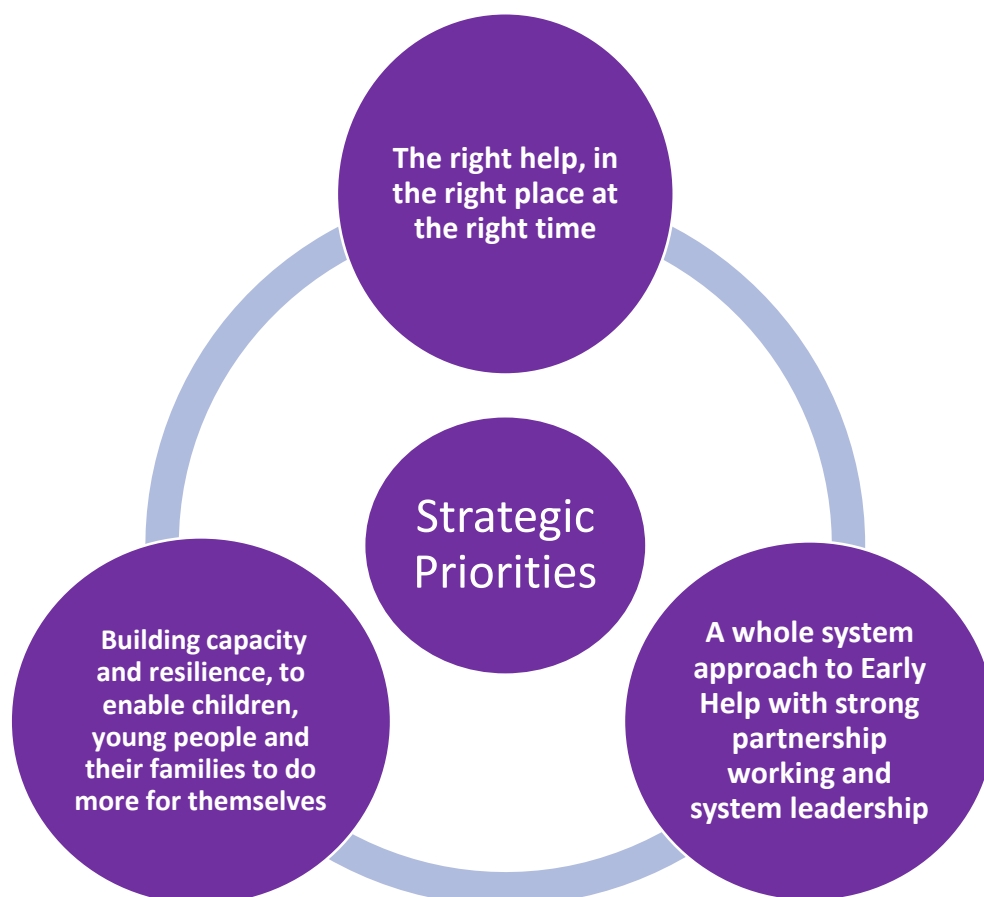 The right help, in
the right place at
the right time
Strategic
Priorities
Building capacity
and resilience, to
enable children,
young people and
their families to do
more for themselves
A whole system
approach to Early
Help with strong
partnership
working and
system leadership